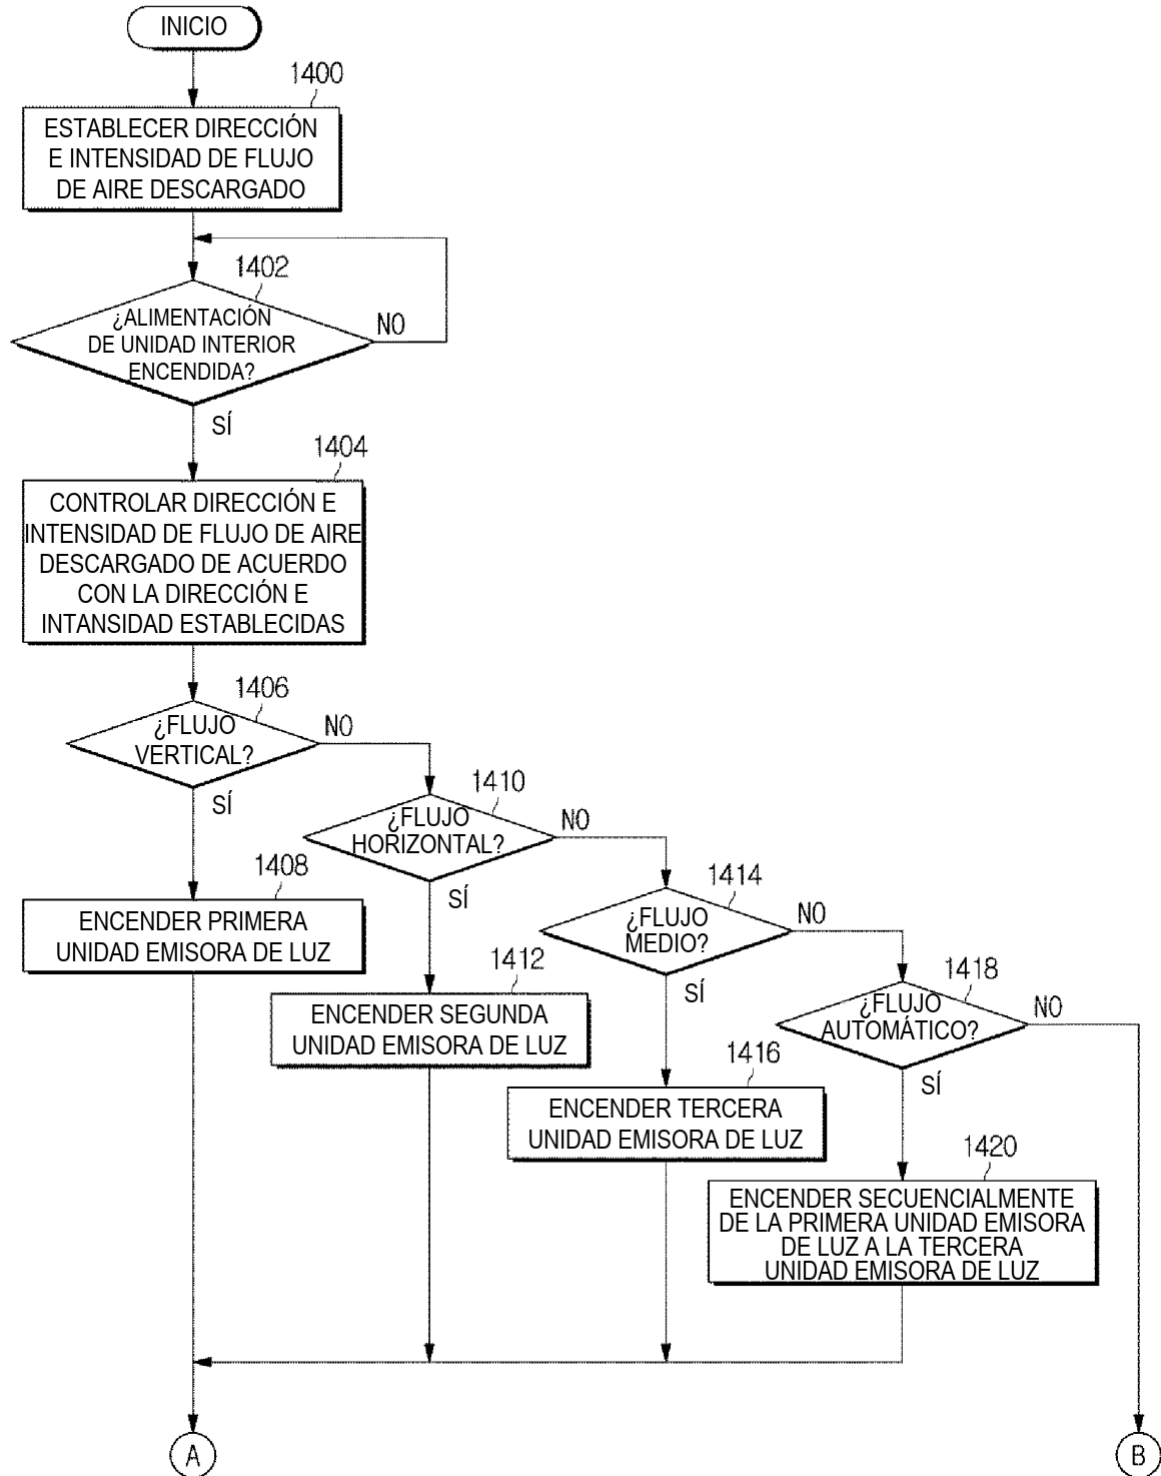 INICIO
1400
ESTABLECER DIRECCIÓN
E INTENSIDAD DE FLUJO
DE AIRE DESCARGADO
1402
¿ALIMENTACIÓN
DE UNIDAD INTERIOR
ENCENDIDA?
NO
SÍ
1404
CONTROLAR DIRECCIÓN E
INTENSIDAD DE FLUJO DE AIRE
DESCARGADO DE ACUERDO
CON LA DIRECCIÓN E
INTANSIDAD ESTABLECIDAS
1406
¿FLUJO
VERTICAL?
NO
SÍ
1408
ENCENDER PRIMERA
UNIDAD EMISORA DE LUZ
1410
¿FLUJO
HORIZONTAL?
NO
SÍ
1412
ENCENDER SEGUNDA
UNIDAD EMISORA DE LUZ
1414
¿FLUJO
MEDIO?
NO
SÍ
1416
ENCENDER TERCERA
UNIDAD EMISORA DE LUZ
1418
¿FLUJO
AUTOMÁTICO?
NO
SÍ
1420
ENCENDER SECUENCIALMENTE
DE LA PRIMERA UNIDAD EMISORA
DE LUZ A LA TERCERA
UNIDAD EMISORA DE LUZ
A
B